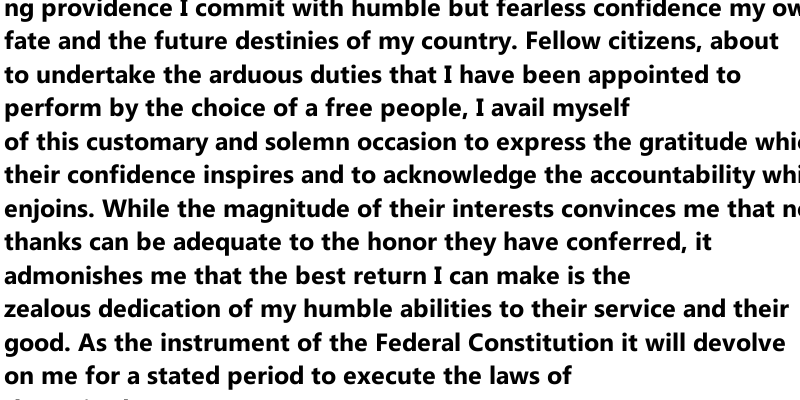 ng providence I commit with humble but fearless confidence my ow
fate and the future destinies of my country. Fellow citizens, about
to undertake the arduous duties that I have been appointed to
perform by the choice of a free people, I avail myself
of this customary and solemn occasion to express the gratitude whic
their confidence inspires and to acknowledge the accountability whi
enjoins. While the magnitude of their interests convinces me that n
thanks can be adequate to the honor they have conferred, it
admonishes me that the best return I can make is the
zealous dedication of my humble abilities to their service and their
good. As the instrument of the Federal Constitution it will devolve
on me for a stated period to execute the laws of